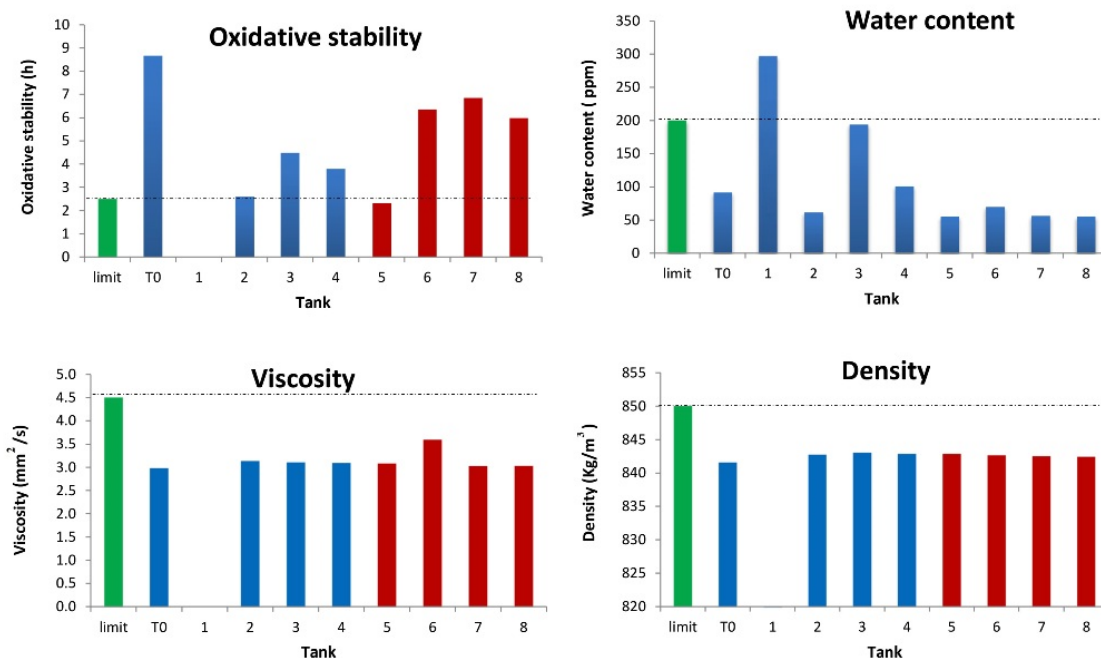 Oxidative stability
Oxidative stability (h)
10
9
8
7
6
5
4
3
2
1
0
limit T0 1 2 3 4 5 6 7 8
Tank
Water content
Water content ( ppm)
350
300
250
200
150
100
50
0
limit T0 1 2 3 4 5 6 7 8
Tank
Viscosity
Viscosity (mm² /s)
5.0
4.5
4.0
3.5
3.0
2.5
2.0
1.5
1.0
0.5
0.0
limit T0 1 2 3 4 5 6 7 8
Tank
Density
Density (Kg/m³ )
855
850
845
840
835
830
825
820
limit T0 1 2 3 4 5 6 7 8
Tank